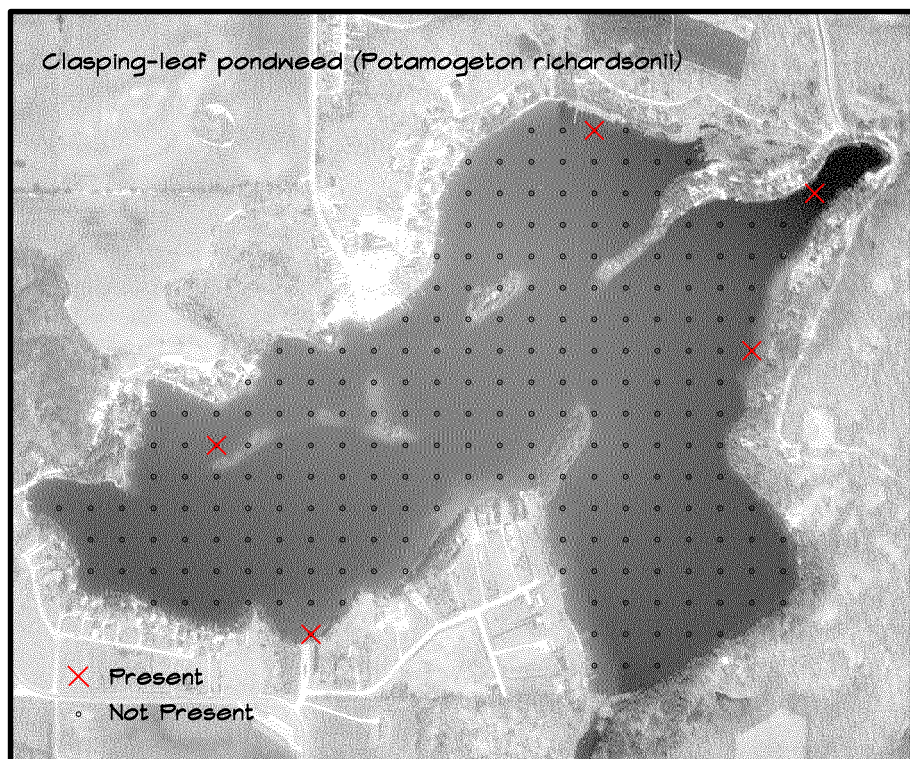 Clasping-leaf pondweed (Potamogeton richardsonii)
Present
Not Present